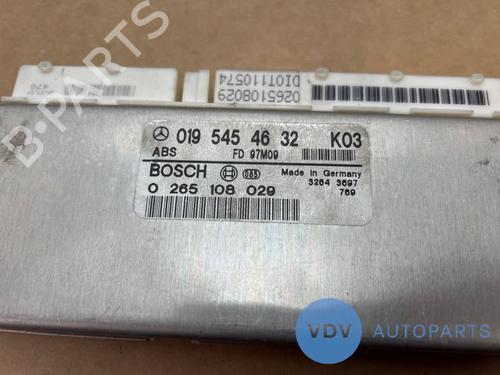 0265108029
DIOT110574
019 545 46 32 K03
ABS FD 97M09
BOSCH Made in Germany
0 265 108 029 3264 3697
769
B-PARTS
VDV AUTOPARTS